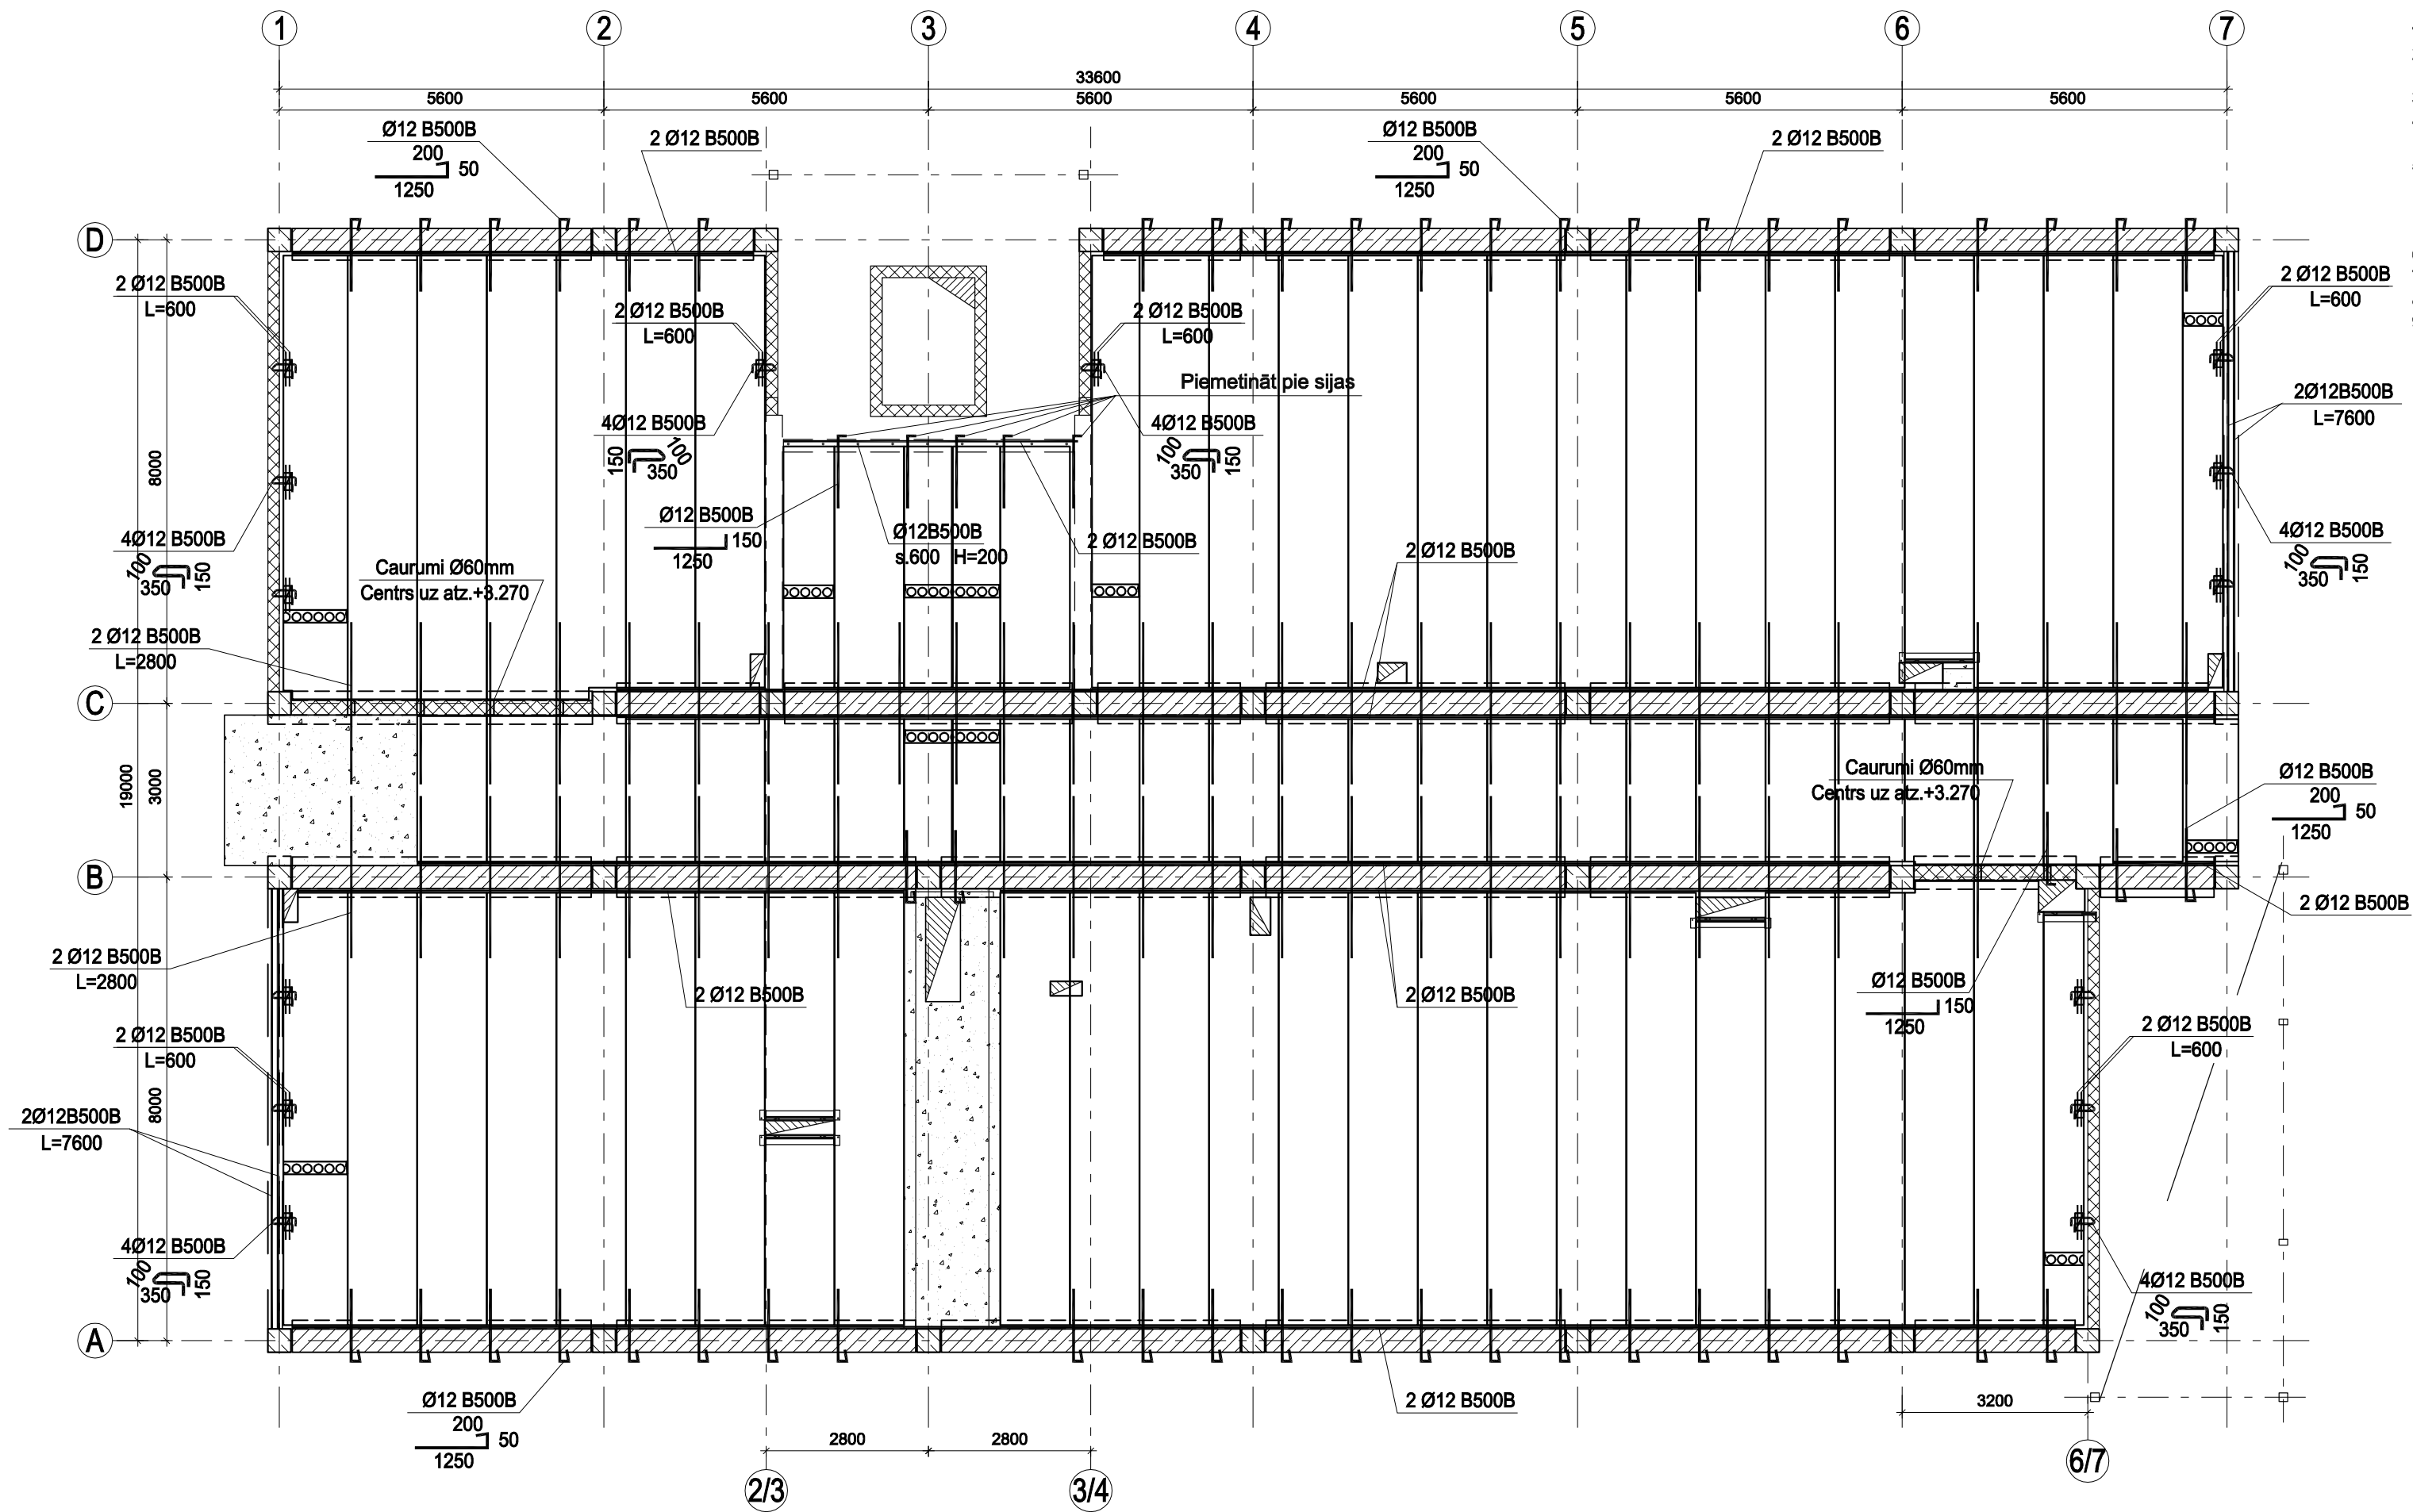 1 2 3 4 5 6 7
33600
5600 5600 5600 5600 5600 5600
Ø12 B500B
200
50
1250
2 Ø12 B500B
Ø12 B500B
200
50
1250
2 Ø12 B500B
D
2 Ø12 B500B
L=600
2 Ø12 B500B
L=600
2 Ø12 B500B
L=600
2 Ø12 B500B
L=600
Piemetināt pie sijas
2Ø12B500B
L=7600
4Ø12 B500B
150
100
350
4Ø12 B500B
100
350
150
8000
Ø12 B500B
150
1250
Ø12B500B
s.600 H=200
2 Ø12 B500B
2 Ø12 B500B
4Ø12 B500B
100
350
150
4Ø12 B500B
100
350
150
Caurumi Ø60mm
Centrs uz atz.+3.270
2 Ø12 B500B
L=2800
C
19000
3000
Caurumi Ø60mm
Centrs uz atz.+3.270
Ø12 B500B
200
50
1250
B
2 Ø12 B500B
2 Ø12 B500B
L=2800
2 Ø12 B500B
2 Ø12 B500B
Ø12 B500B
150
1250
2 Ø12 B500B
L=600
2 Ø12 B500B
L=600
8000
2Ø12B500B
L=7600
4Ø12 B500B
100
350
150
4Ø12 B500B
100
350
150
A
Ø12 B500B
200
50
1250
2 Ø12 B500B
3200
2800 2800
2/3 3/4 6/7